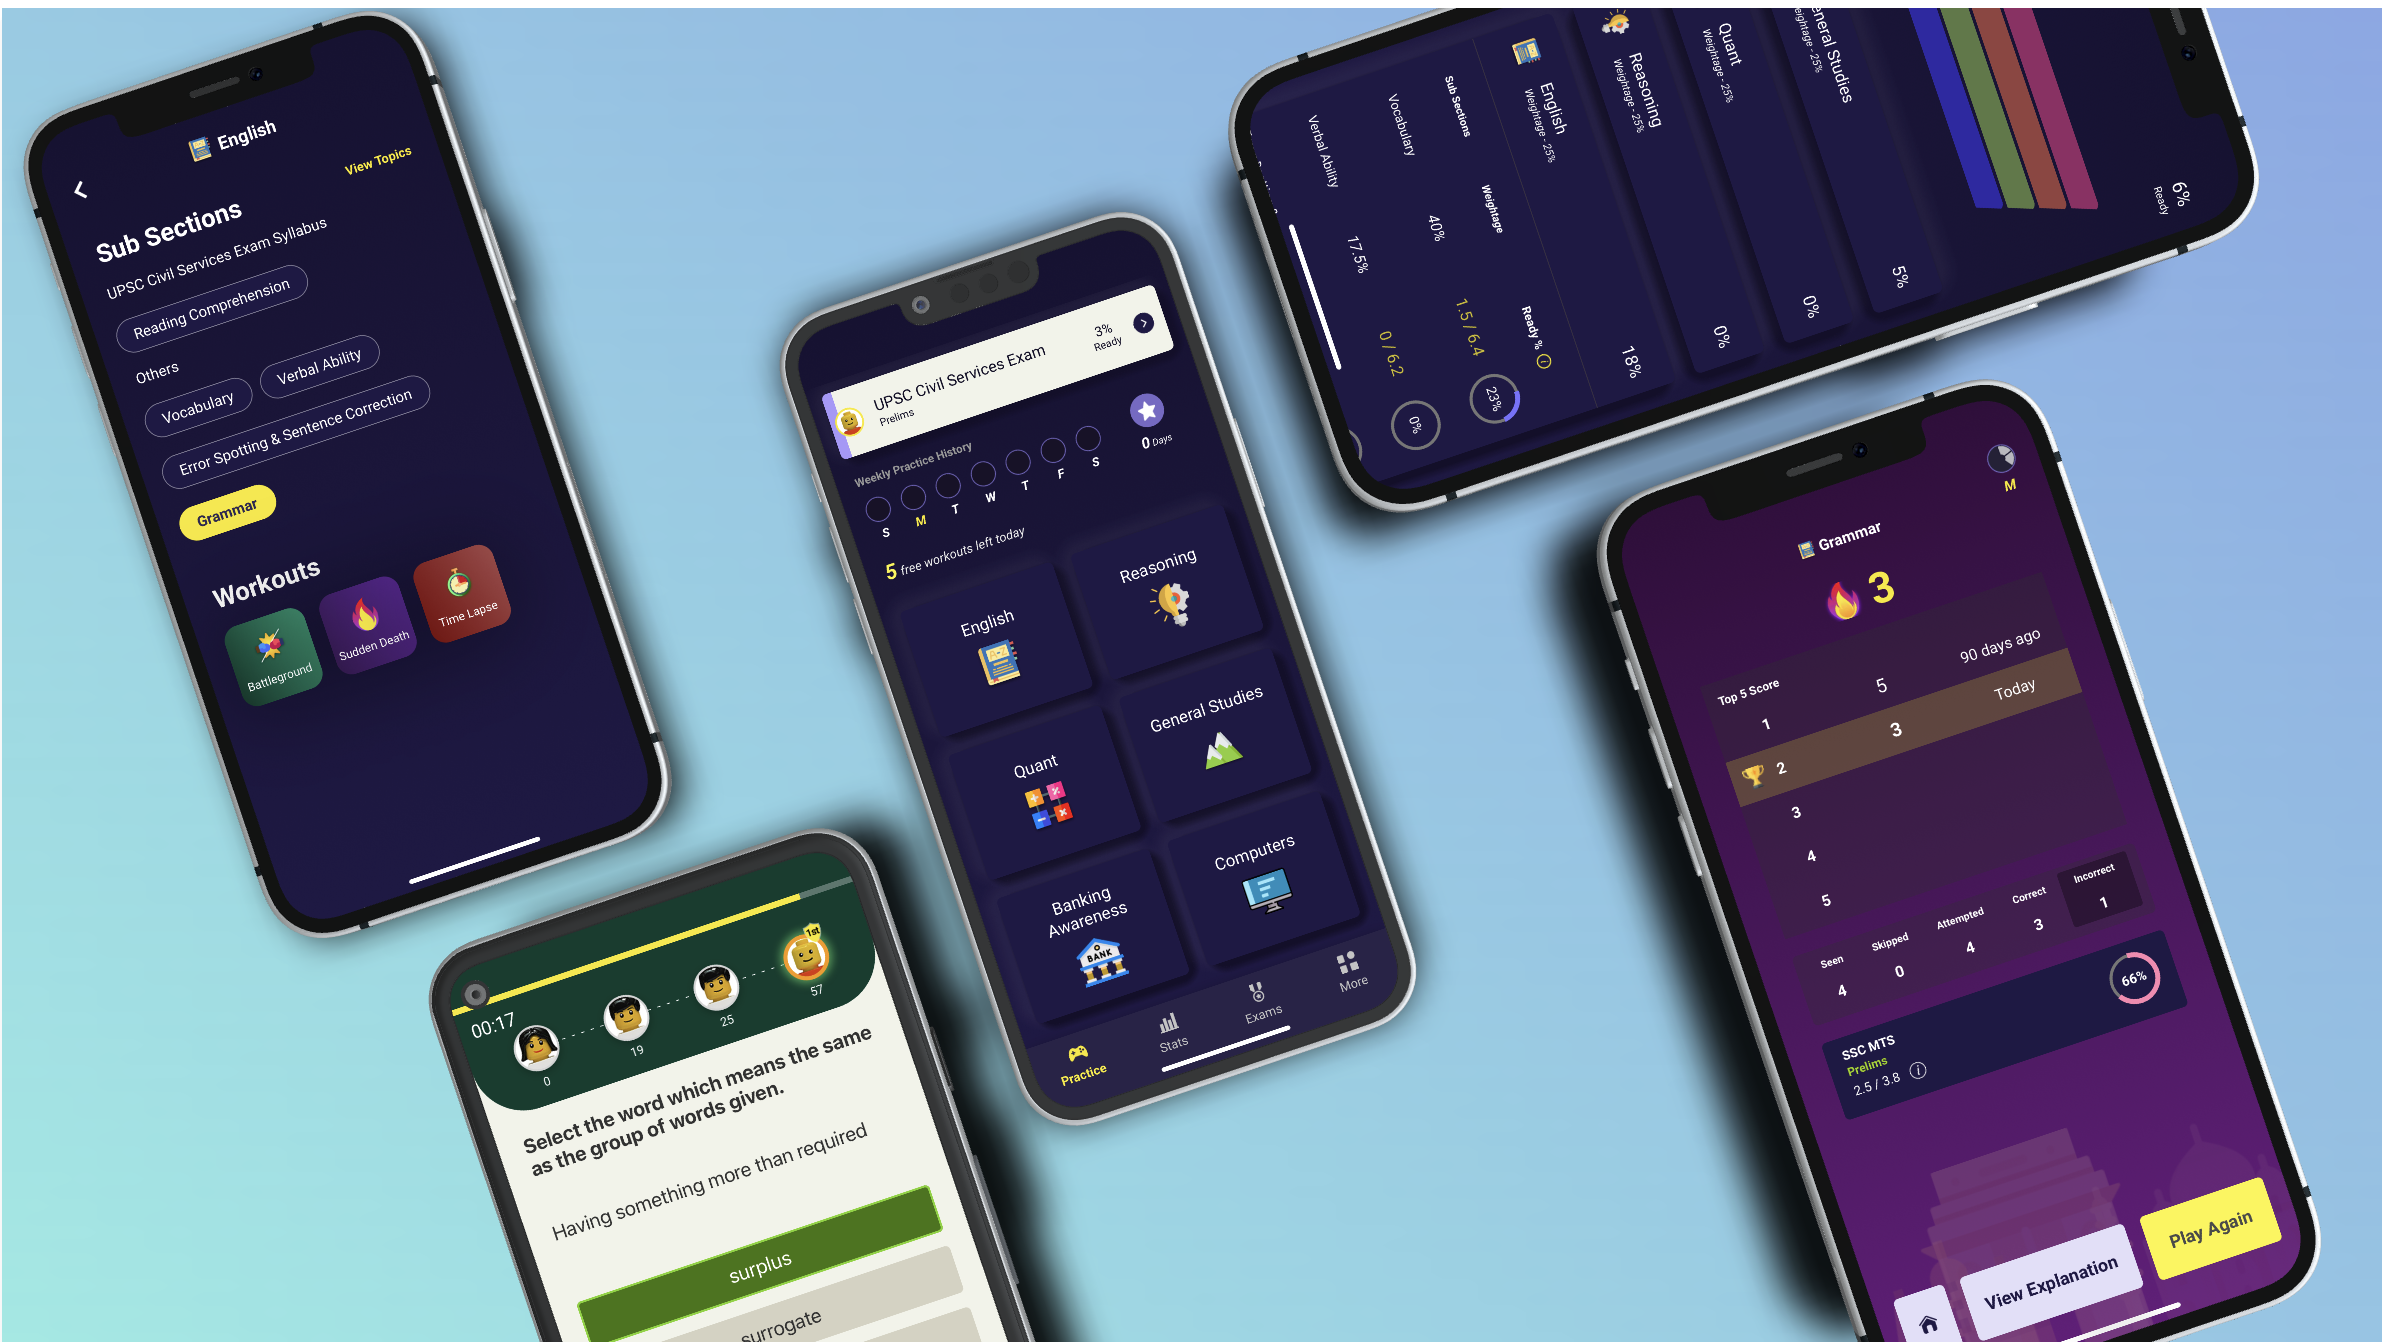 English
View Topics
Sub Sections
UPSC Civil Services Exam Syllabus
Reading Comprehension
Others
Vocabulary
Verbal Ability
Error Spotting & Sentence Correction
Grammar
Workouts
Battleground
Sudden Death
Time Lapse
00:17
0
19
25
1st
57
Select the word which means the same
as the group of words given.
Having something more than required
surplus
surrogate
UPSC Civil Services Exam
Prelims
3%
Ready
Weekly Practice History
S M T W T F S
0 Days
5 free workouts left today
English
Reasoning
Quant
General Studies
Banking
Awareness
BANK
Computers
Practice
Stats
Exams
More
6%
Ready
General Studies
Weightage - 25%
5%
Quant
Weightage - 25%
0%
Reasoning
Weightage - 25%
0%
English
Weightage - 25%
18%
Sub Sections Weightage Ready %
Vocabulary 40% 1.5 / 6.4 23%
Verbal Ability 17.5% 0 / 6.2 0%
M
Grammar
3
Top 5 Score
1 5 90 days ago
2 3 Today
3
4
5
Seen Skipped Attempted Correct Incorrect
4 0 4 3 1
SSC MTS
Prelims
2.5 / 3.8
66%
View Explanation
Play Again